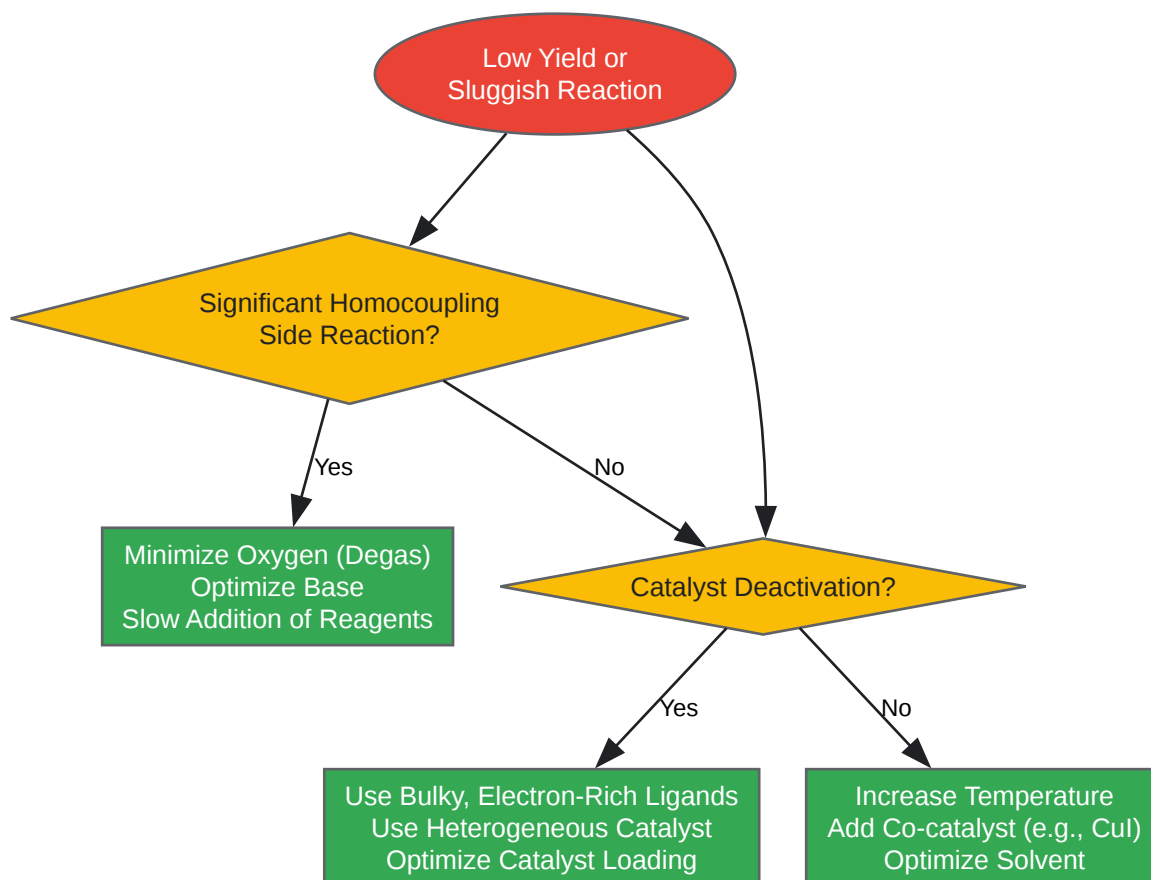 Low Yield or
Sluggish Reaction
Significant Homocoupling
Side Reaction?
Yes
No
Minimize Oxygen (Degas)
Optimize Base
Slow Addition of Reagents
Catalyst Deactivation?
Yes
No
Use Bulky, Electron-Rich Ligands
Use Heterogeneous Catalyst
Optimize Catalyst Loading
Increase Temperature
Add Co-catalyst (e.g., CuI)
Optimize Solvent